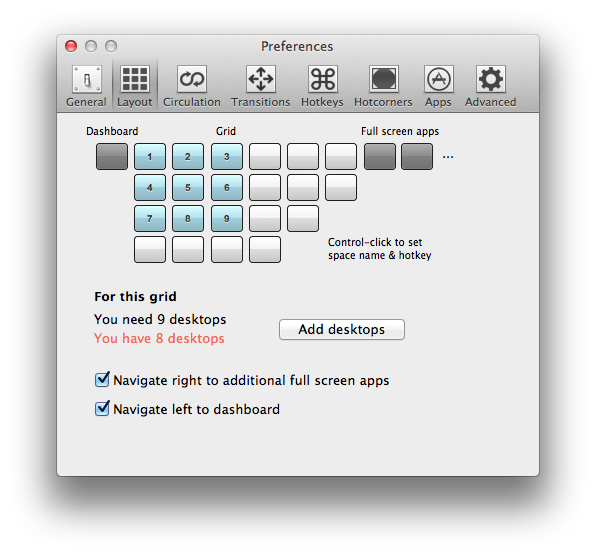 Preferences
General Layout Circulation Transitions Hotkeys Hotcorners Apps Advanced
Dashboard Grid Full screen apps
1 2 3 ...
4 5 6
7 8 9
Control-click to set
space name & hotkey
For this grid
You need 9 desktops
You have 8 desktops
Add desktops
Navigate right to additional full screen apps
Navigate left to dashboard